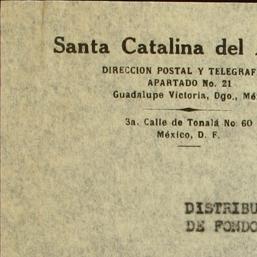 Santa Catalina del
DIRECCION POSTAL Y TELEGRAF
APARTADO No. 21
Guadalupe Victoria, Dgo., Mé
3a. Calle de Tonalá No. 60
México, D. F.
DISTRIBU
DE FONDO